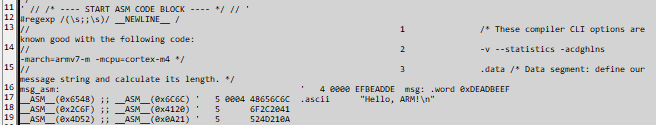 11 ' // /* ---- START ASM CODE BLOCK ---- */ // '
12 #regexp /(\s;;\s)/ __NEWLINE__ /
13 // 1 /* These compiler CLI options are
known good with the following code:
14 // 2 -v --statistics -acdghlns
-march=armv7-m -mcpu=cortex-m4 */
15 // 3 .data /* Data segment: define our
message string and calculate its length. */
16 msg_asm: ' 4 0000 EFBEADDE msg: .word 0xDEADBEEF
17 __ASM__(0x6548) ;; __ASM__(0x6C6C) ' 5 0004 48656C6C .ascii "Hello, ARM!\n"
18 __ASM__(0x2C6F) ;; __ASM__(0x4120) ' 5 6F2C2041
19 __ASM__(0x4D52) ;; __ASM__(0x0A21) ' 5 524D210A